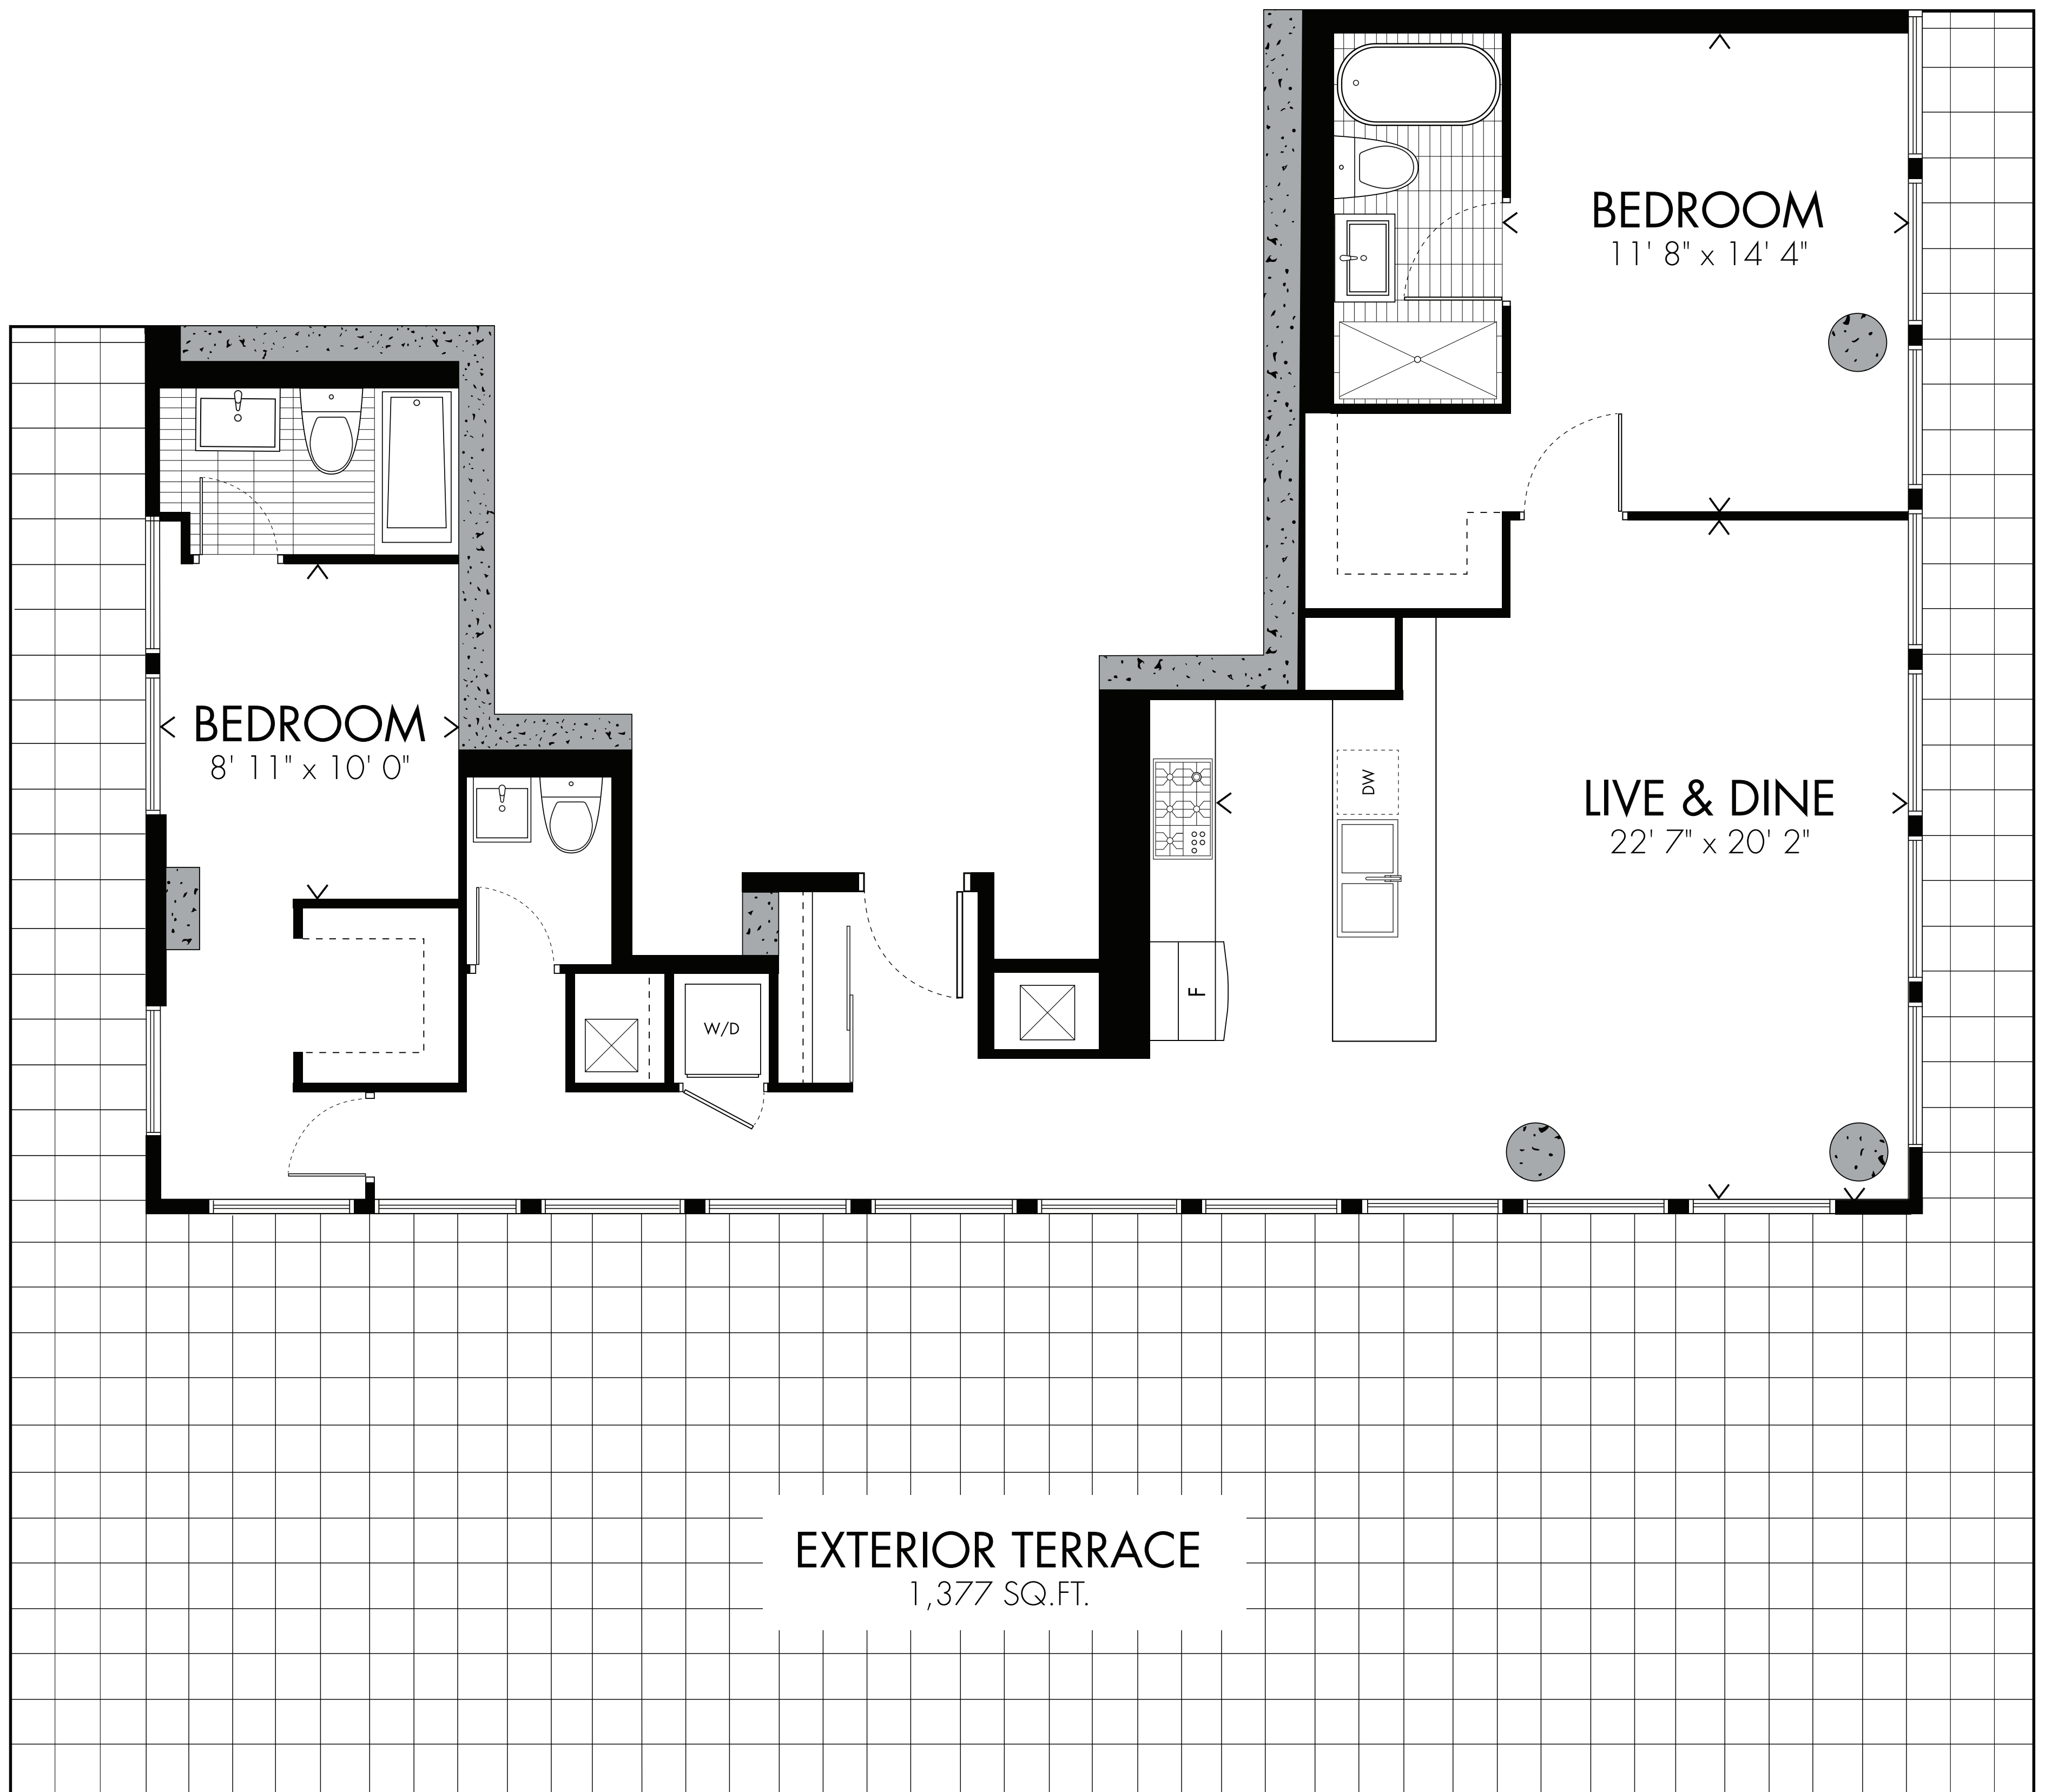 BEDROOM
11' 8" x 14' 4"
BEDROOM
8' 11" x 10' 0"
DW
LIVE & DINE
22' 7" x 20' 2"
F
W/D
EXTERIOR TERRACE
1,377 SQ.FT.